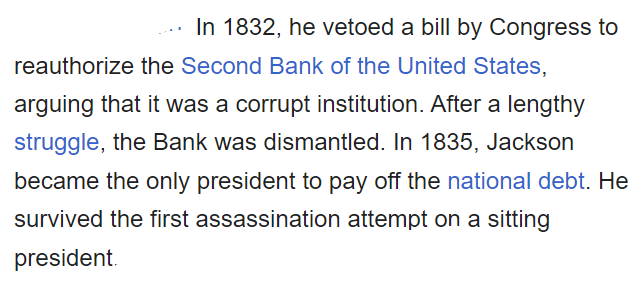 In 1832, he vetoed a bill by Congress to
reauthorize the Second Bank of the United States,
arguing that it was a corrupt institution. After a lengthy
struggle, the Bank was dismantled. In 1835, Jackson
became the only president to pay off the national debt. He
survived the first assassination attempt on a sitting
president.